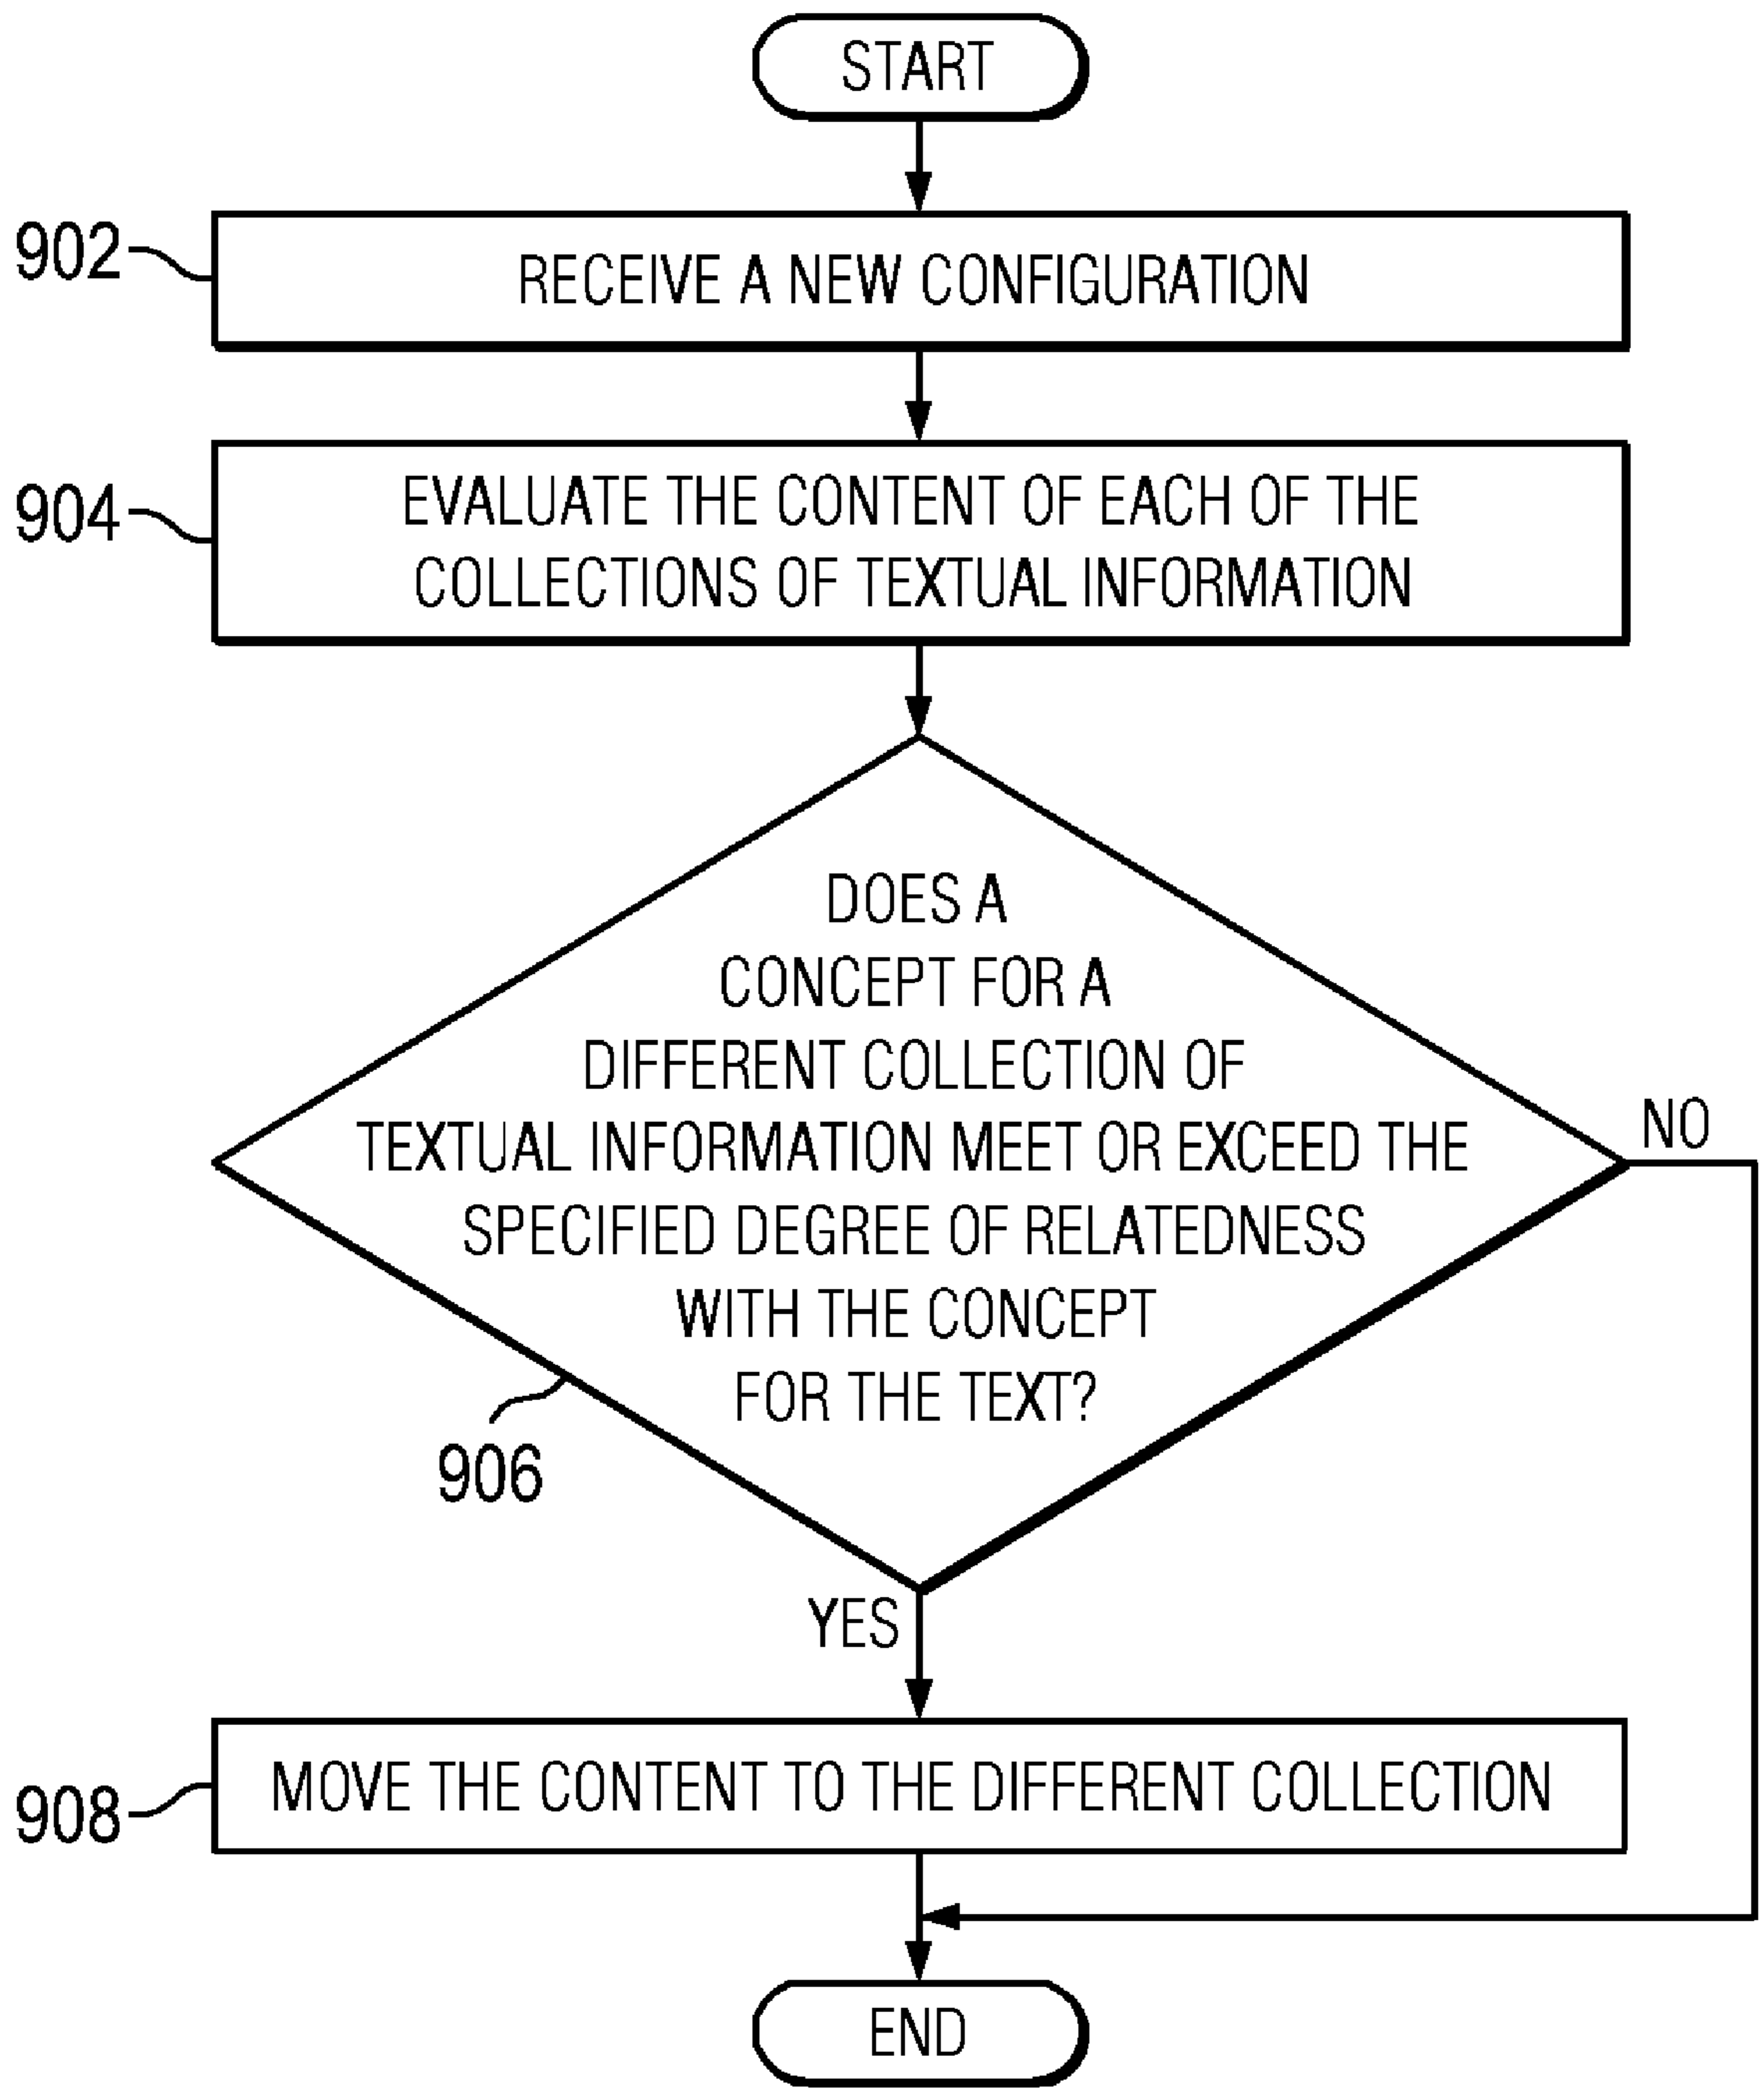 START
902
RECEIVE A NEW CONFIGURATION
904
EVALUATE THE CONTENT OF EACH OF THE
COLLECTIONS OF TEXTUAL INFORMATION
DOES A
CONCEPT FOR A
DIFFERENT COLLECTION OF
TEXTUAL INFORMATION MEET OR EXCEED THE
SPECIFIED DEGREE OF RELATEDNESS
WITH THE CONCEPT
FOR THE TEXT?
NO
906
YES
908
MOVE THE CONTENT TO THE DIFFERENT COLLECTION
END